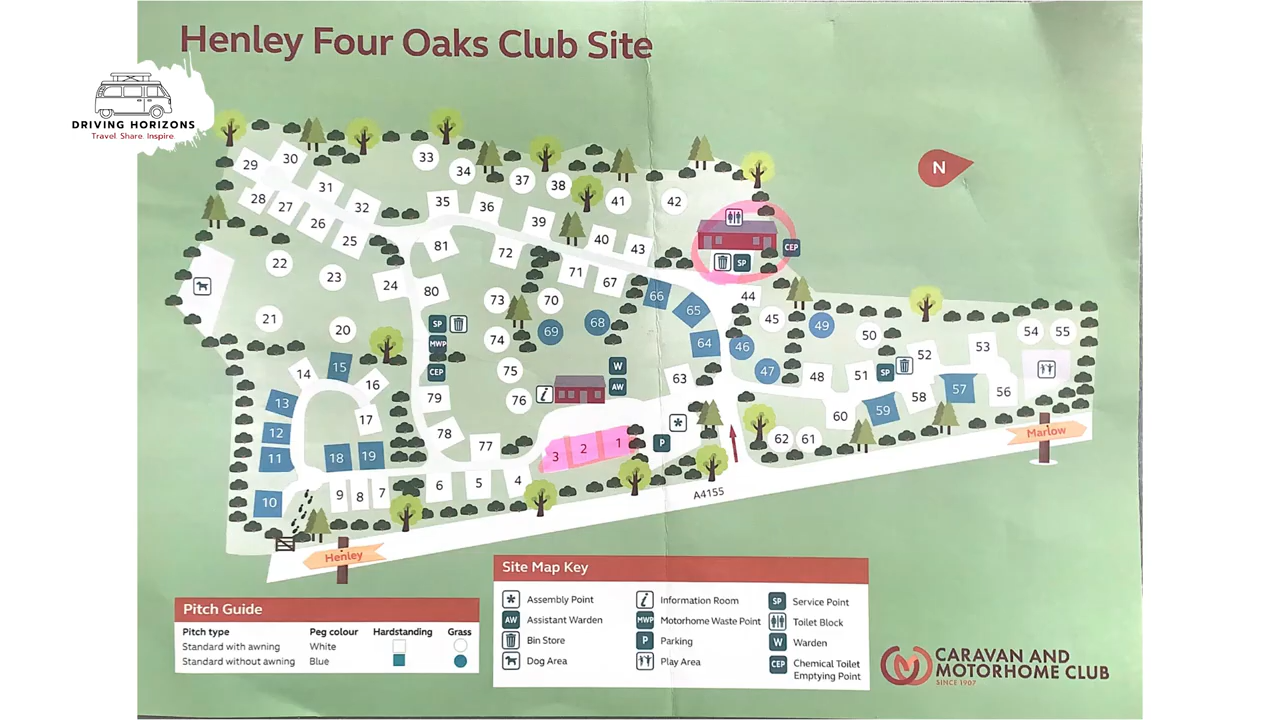 Henley Four Oaks Club Site
DRIVING HORIZONS
Travel. Share. Inspire.
N
29
30
33
34
37
38
41
42
28
27
31
26
32
25
35
36
39
40
43
81
72
71
67
CEP
SP
22
23
24
80
73
70
66
65
44
45
49
50
21
20
SP
MWP
CEP
74
69
68
64
46
47
48
51
SP
52
53
54
55
14
15
16
13
12
11
17
18
19
10
79
78
77
75
76
i
W
AW
63
P
3
2
1
60
59
58
57
56
62
61
9
8
7
6
5
4
A4155
Marlow
Henley
Pitch Guide
Pitch type Peg colour Hardstanding Grass
Standard with awning White
Standard without awning Blue
Site Map Key
* Assembly Point
AW Assistant Warden
Bin Store
Dog Area
i Information Room
MWP Motorhome Waste Point
P Parking
Play Area
SP Service Point
Toilet Block
W Warden
CEP Chemical Toilet
Emptying Point
CARAVAN AND
MOTORHOME CLUB
SINCE 1907